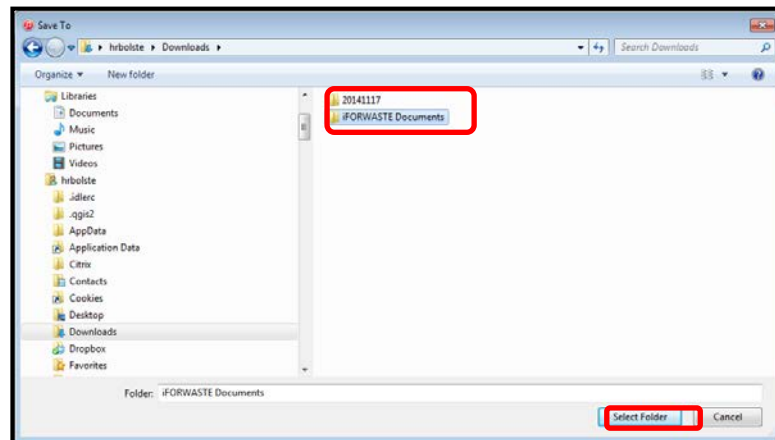 Save To
hrbolste Downloads
Search Downloads
Organize New folder
Libraries
Documents
Music
Pictures
Videos
hrbolste
.idlerc
.qgis2
AppData
Application Data
Citrix
Contacts
Cookies
Desktop
Downloads
Dropbox
Favorites
20141117
iFORWASTE Documents
Folder: iFORWASTE Documents
Select Folder Cancel